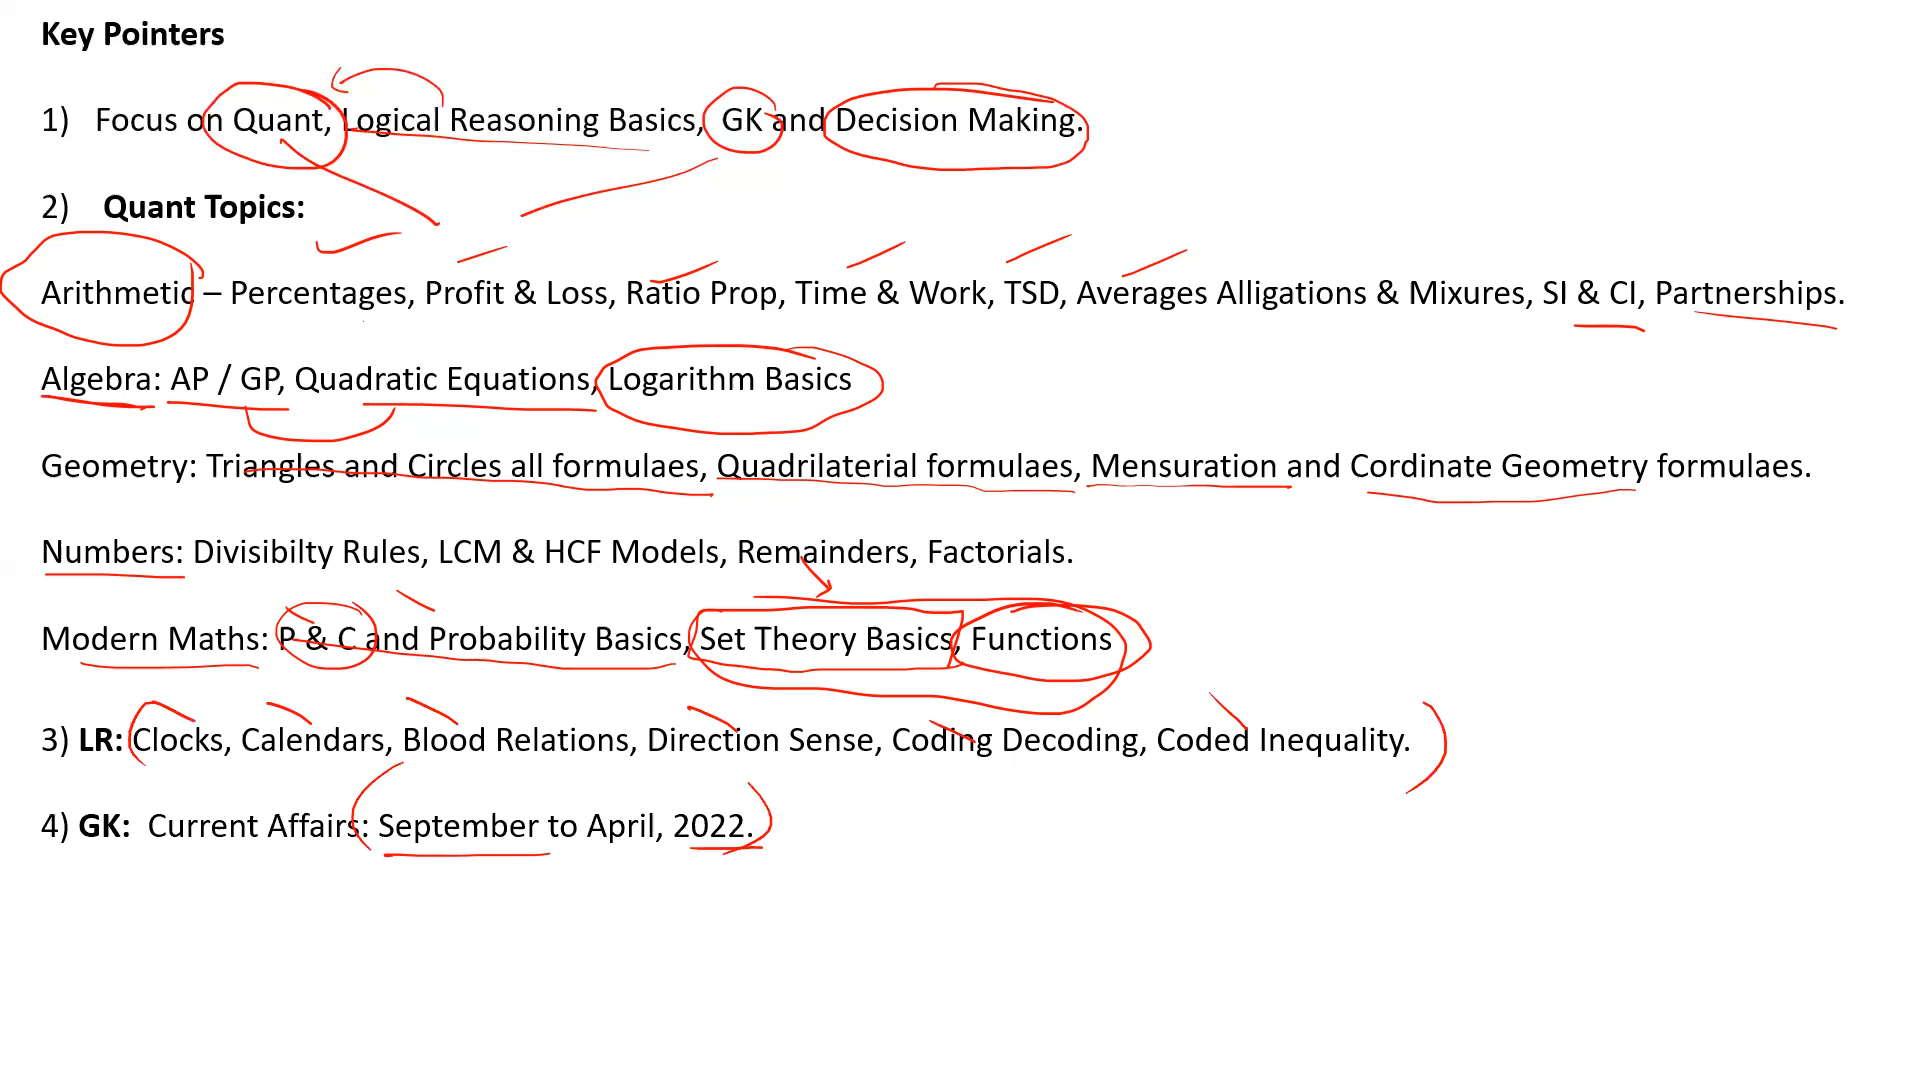 Key Pointers
1) Focus on Quant, Logical Reasoning Basics, GK and Decision Making.
2) Quant Topics:
Arithmetic – Percentages, Profit & Loss, Ratio Prop, Time & Work, TSD, Averages Alligations & Mixures, SI & CI, Partnerships.
Algebra: AP / GP, Quadratic Equations, Logarithm Basics
Geometry: Triangles and Circles all formulaes, Quadrilaterial formulaes, Mensuration and Cordinate Geometry formulaes.
Numbers: Divisibilty Rules, LCM & HCF Models, Remainders, Factorials.
Modern Maths: P & C and Probability Basics, Set Theory Basics, Functions
3) LR: Clocks, Calendars, Blood Relations, Direction Sense, Coding Decoding, Coded Inequality.
4) GK: Current Affairs: September to April, 2022.